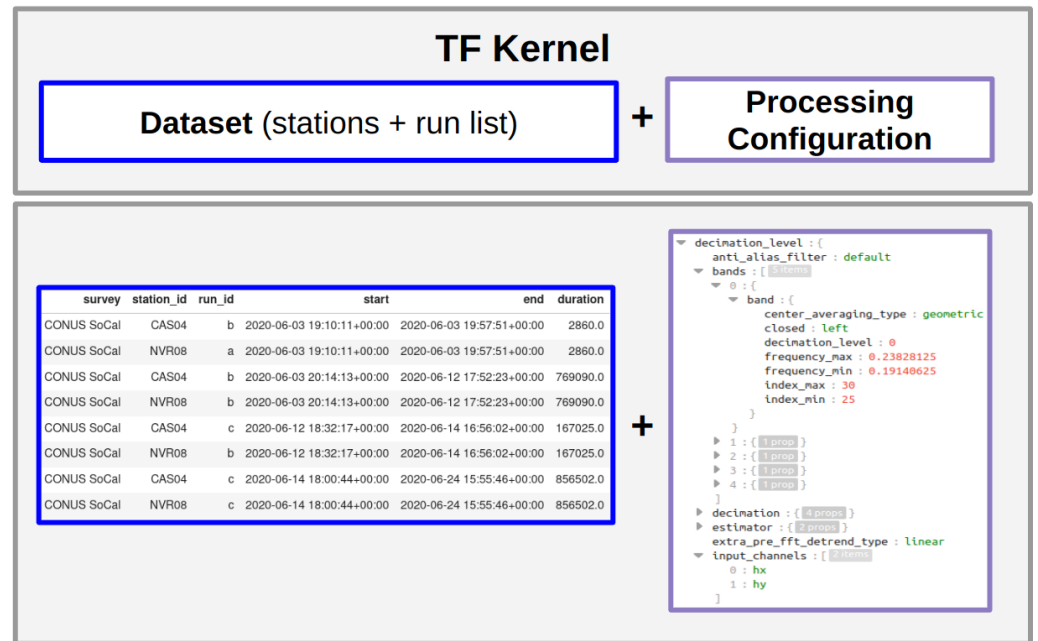 TF Kernel
Dataset (stations + run list)
+
Processing
Configuration
survey station_id run_id start end duration
CONUS SoCal CAS04 b 2020-06-03 19:10:11+00:00 2020-06-03 19:57:51+00:00 2860.0
CONUS SoCal NVR08 a 2020-06-03 19:10:11+00:00 2020-06-03 19:57:51+00:00 2860.0
CONUS SoCal CAS04 b 2020-06-03 20:14:13+00:00 2020-06-12 17:52:23+00:00 769090.0
CONUS SoCal NVR08 b 2020-06-03 20:14:13+00:00 2020-06-12 17:52:23+00:00 769090.0
CONUS SoCal CAS04 c 2020-06-12 18:32:17+00:00 2020-06-14 16:56:02+00:00 167025.0
CONUS SoCal NVR08 b 2020-06-12 18:32:17+00:00 2020-06-14 16:56:02+00:00 167025.0
CONUS SoCal CAS04 c 2020-06-14 18:00:44+00:00 2020-06-24 15:55:46+00:00 856502.0
CONUS SoCal NVR08 c 2020-06-14 18:00:44+00:00 2020-06-24 15:55:46+00:00 856502.0
+
decimation_level : {
anti_alias_filter : default
bands : [ 5 items
0 : {
band : {
center_averaging_type : geometric
closed : left
decimation_level : 0
frequency_max : 0.23828125
frequency_min : 0.19140625
index_max : 30
index_min : 25
}
}
1 : { 1 prop }
2 : { 1 prop }
3 : { 1 prop }
4 : { 1 prop }
]
decimation : { 4 props }
estimator : { 2 props }
extra_pre_fft_detrend_type : linear
input_channels : [ 2 items
0 : hx
1 : hy
]